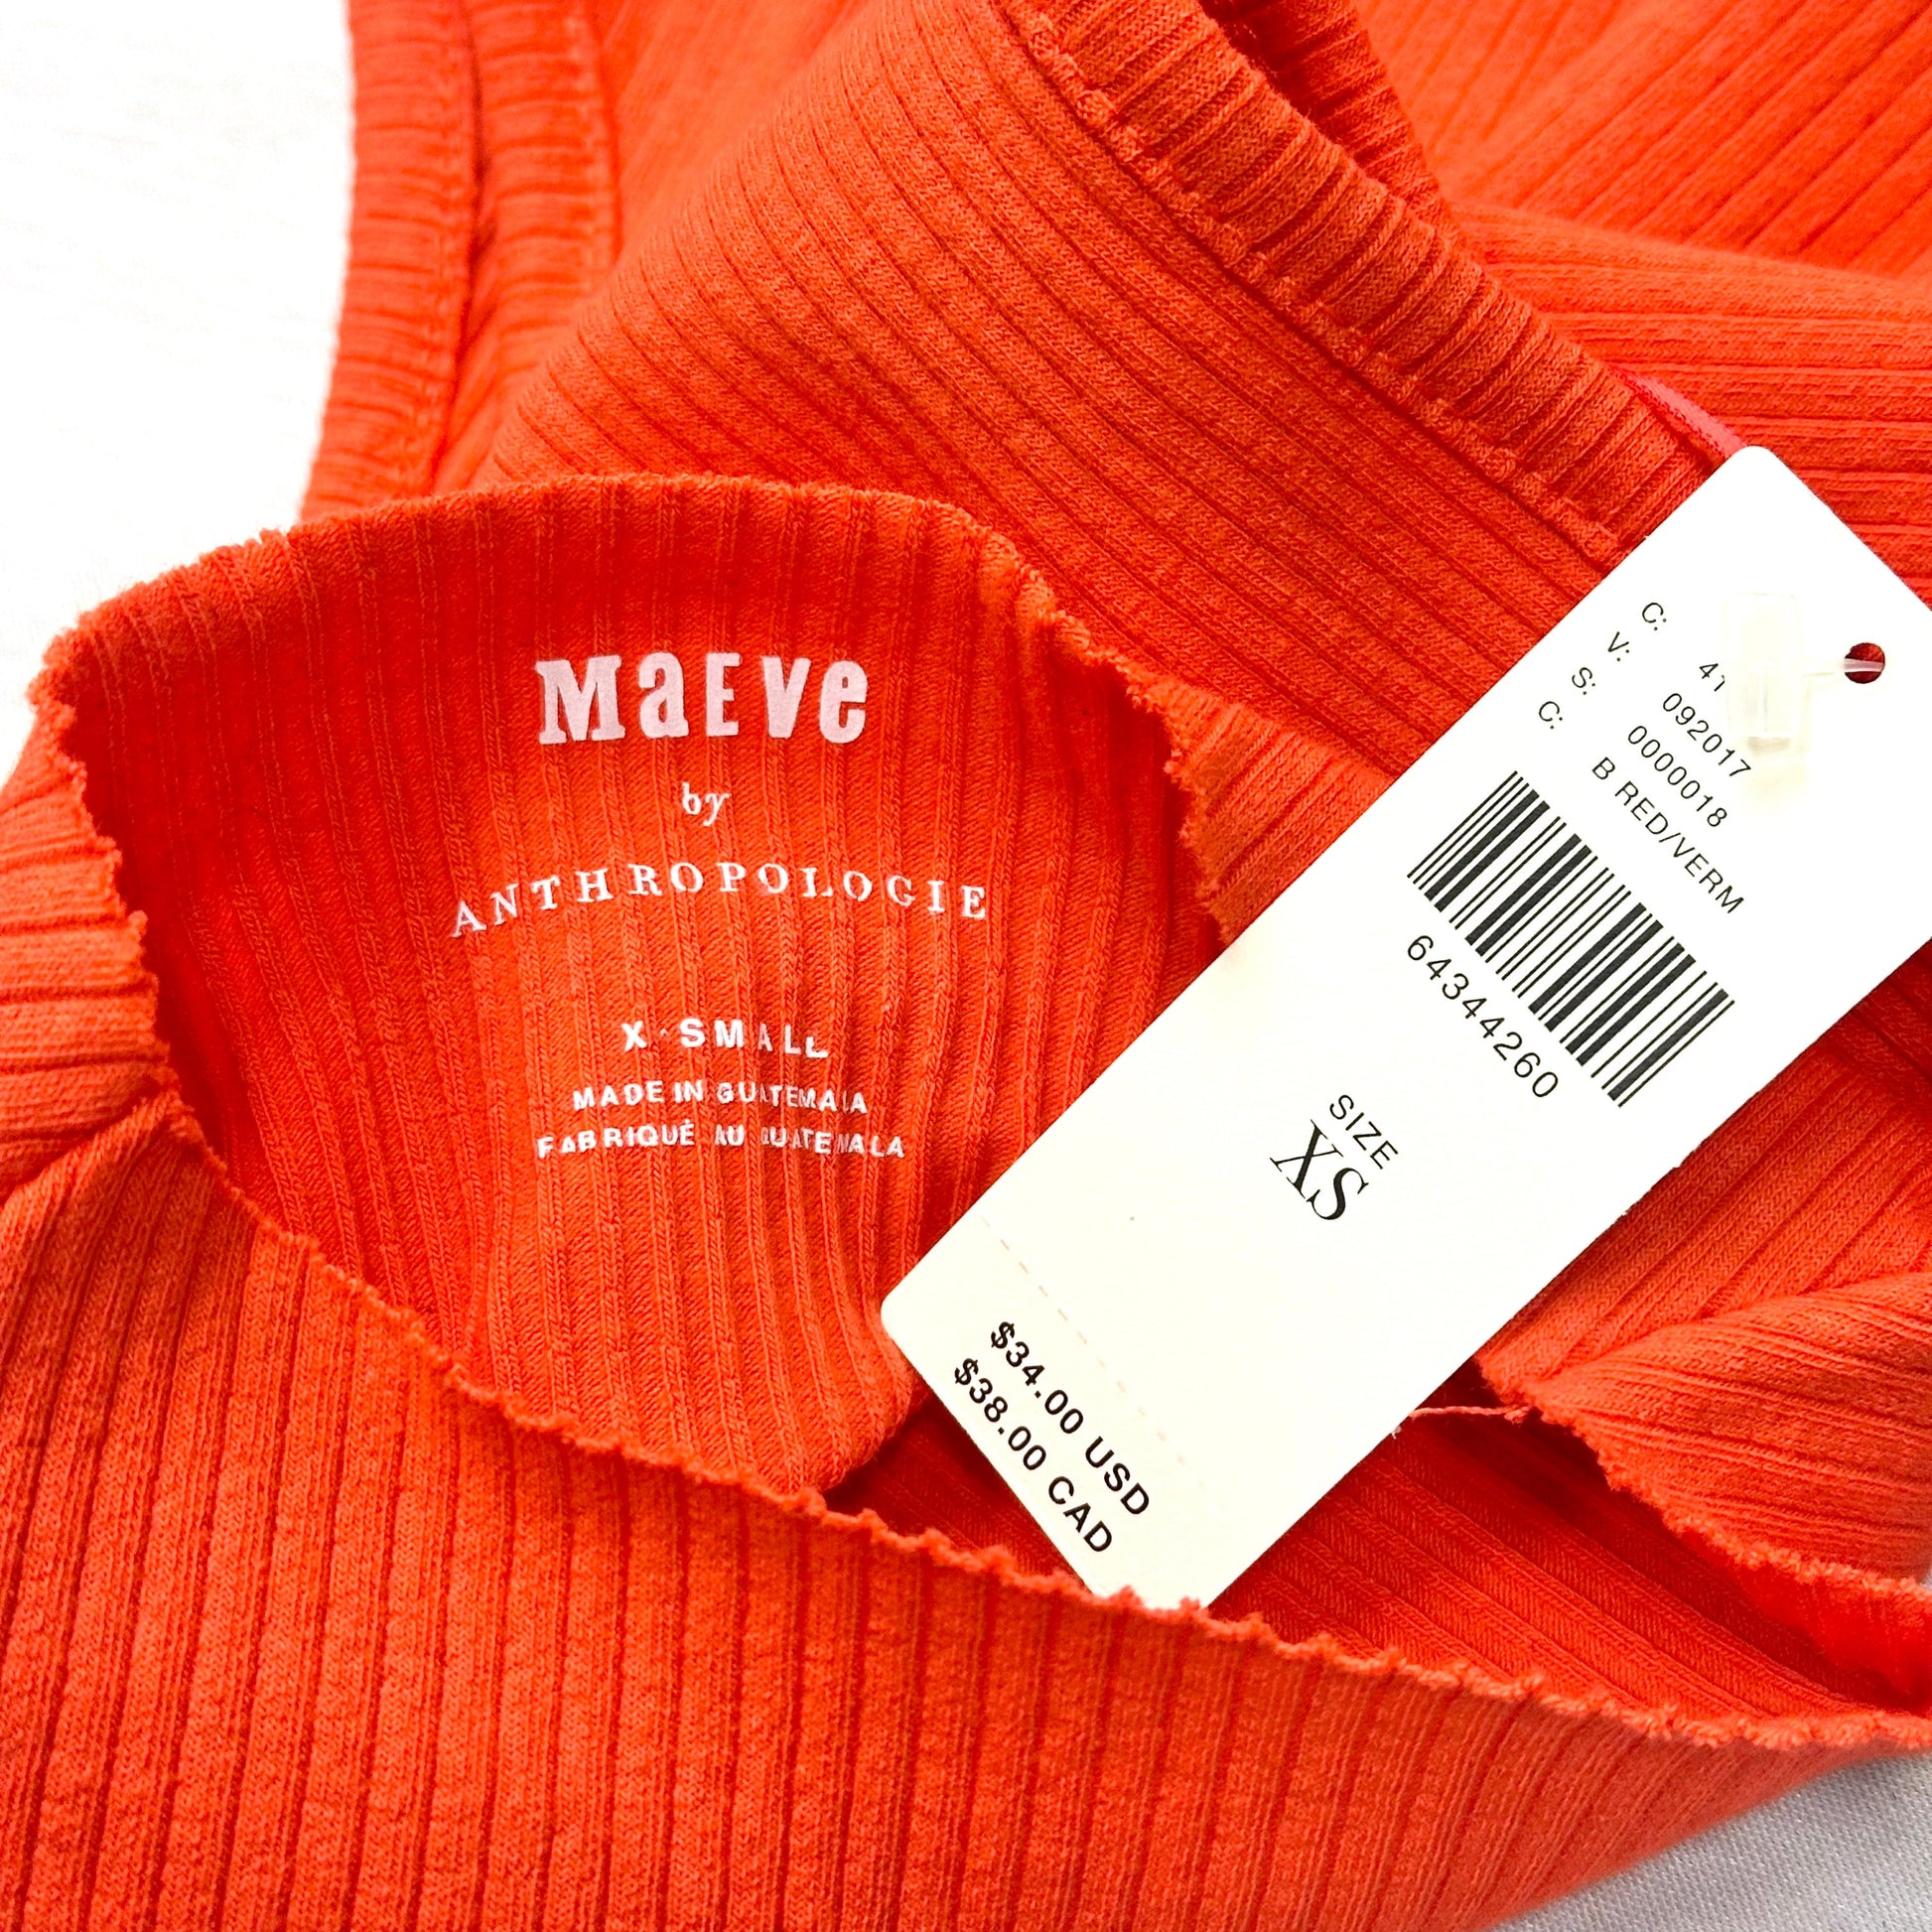 MaEve
by
ANTHROPOLOGIE
X-SMALL
MADE IN GUATEMALA
FABRIQUÉ AU GUATEMALA
C: 41
V: 092017
S: 0000018
C: B RED/VERM
64344260
SIZE
XS
$34.00 USD
$38.00 CAD